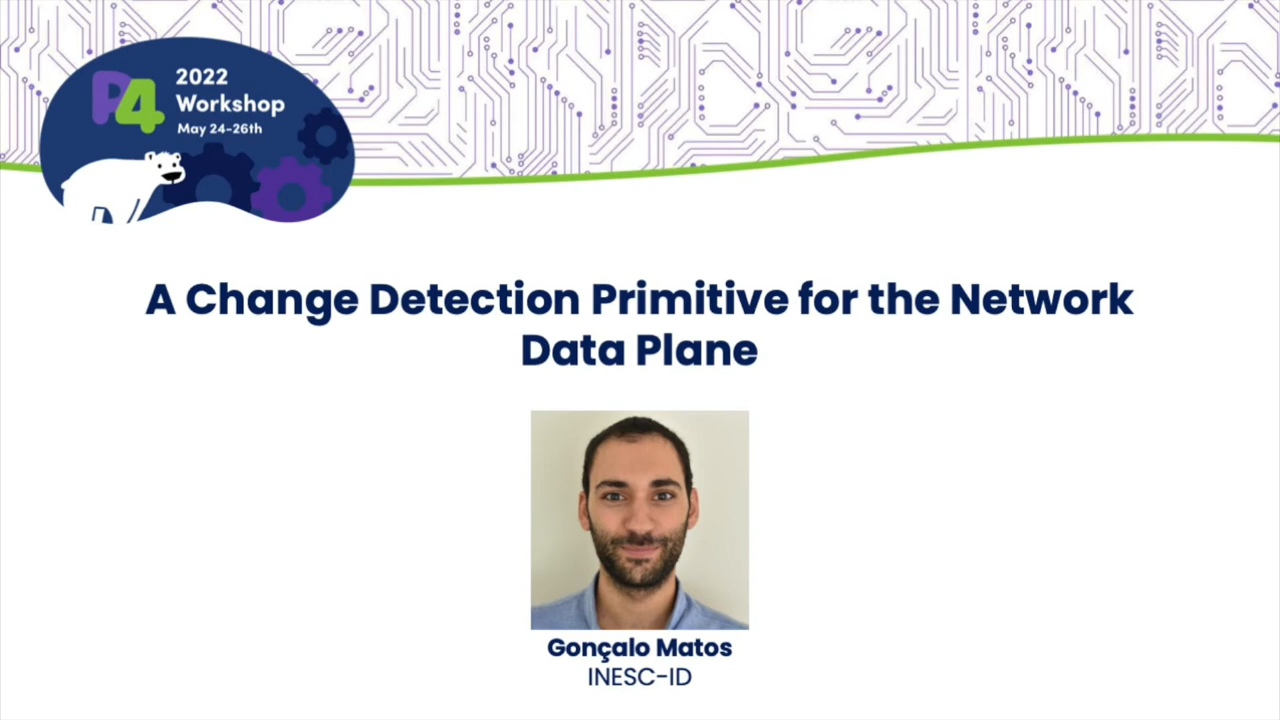 P4
2022
Workshop
May 24-26th
A Change Detection Primitive for the Network
Data Plane
Gonçalo Matos
INESC-ID